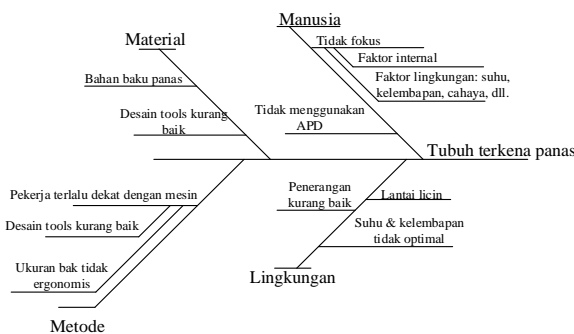 Material
Manusia
Tidak fokus
Faktor internal
Faktor lingkungan: suhu,
kelembapan, cahaya, dll.
Bahan baku panas
Desain tools kurang
baik
Tidak menggunakan
APD
Tubuh terkena panas
Pekerja terlalu dekat dengan mesin
Desain tools kurang baik
Ukuran bak tidak
ergonomis
Metode
Penerangan
kurang baik
Lantai licin
Suhu & kelembapan
tidak optimal
Lingkungan